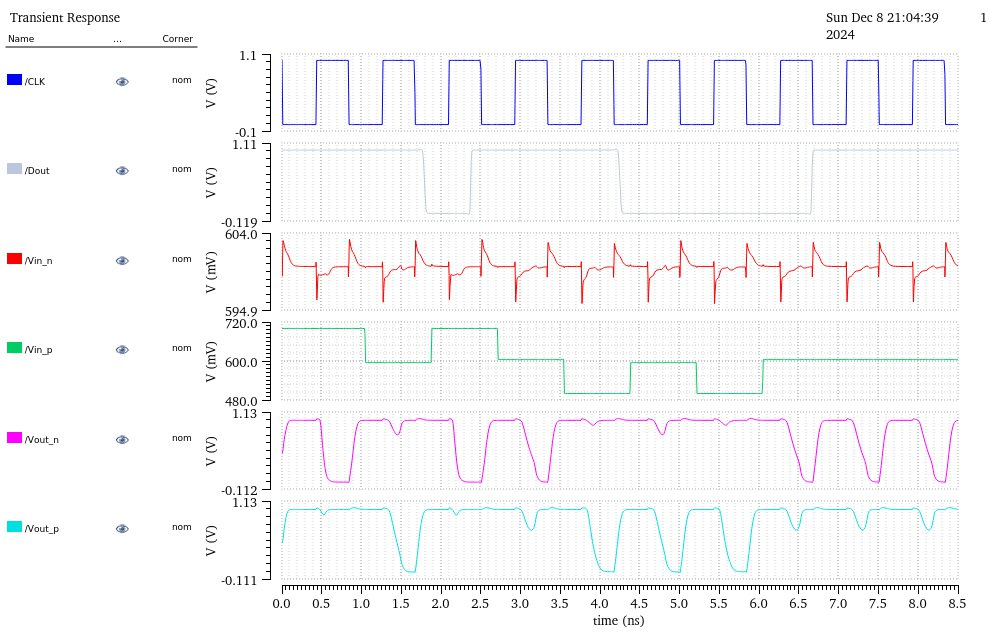 Transient Response
Sun Dec 8 21:04:39 1
2024
Name ... Corner
/CLK nom
V (V)
1.1
-0.1
/Dout nom
V (V)
1.11
-0.119
/Vin_n nom
V (mV)
604.0
594.9
/Vin_p nom
V (mV)
720.0
600.0
480.0
/Vout_n nom
V (V)
1.13
-0.112
/Vout_p nom
V (V)
1.13
-0.111
0.0 0.5 1.0 1.5 2.0 2.5 3.0 3.5 4.0 4.5 5.0 5.5 6.0 6.5 7.0 7.5 8.0 8.5
time (ns)